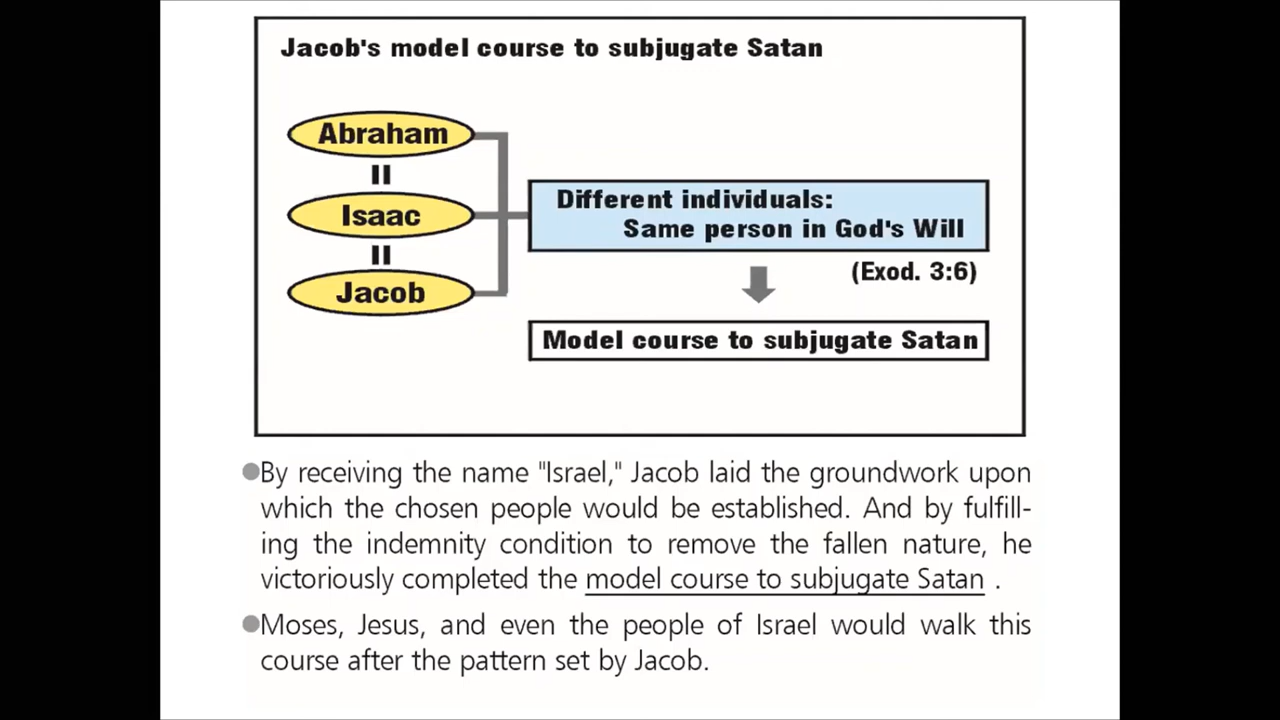 Jacob's model course to subjugate Satan
Abraham
=
Isaac
=
Jacob
Different individuals:
Same person in God's Will
(Exod. 3:6)
Model course to subjugate Satan
●By receiving the name "Israel," Jacob laid the groundwork upon
which the chosen people would be established. And by fulfill-
ing the indemnity condition to remove the fallen nature, he
victoriously completed the model course to subjugate Satan .
●Moses, Jesus, and even the people of Israel would walk this
course after the pattern set by Jacob.